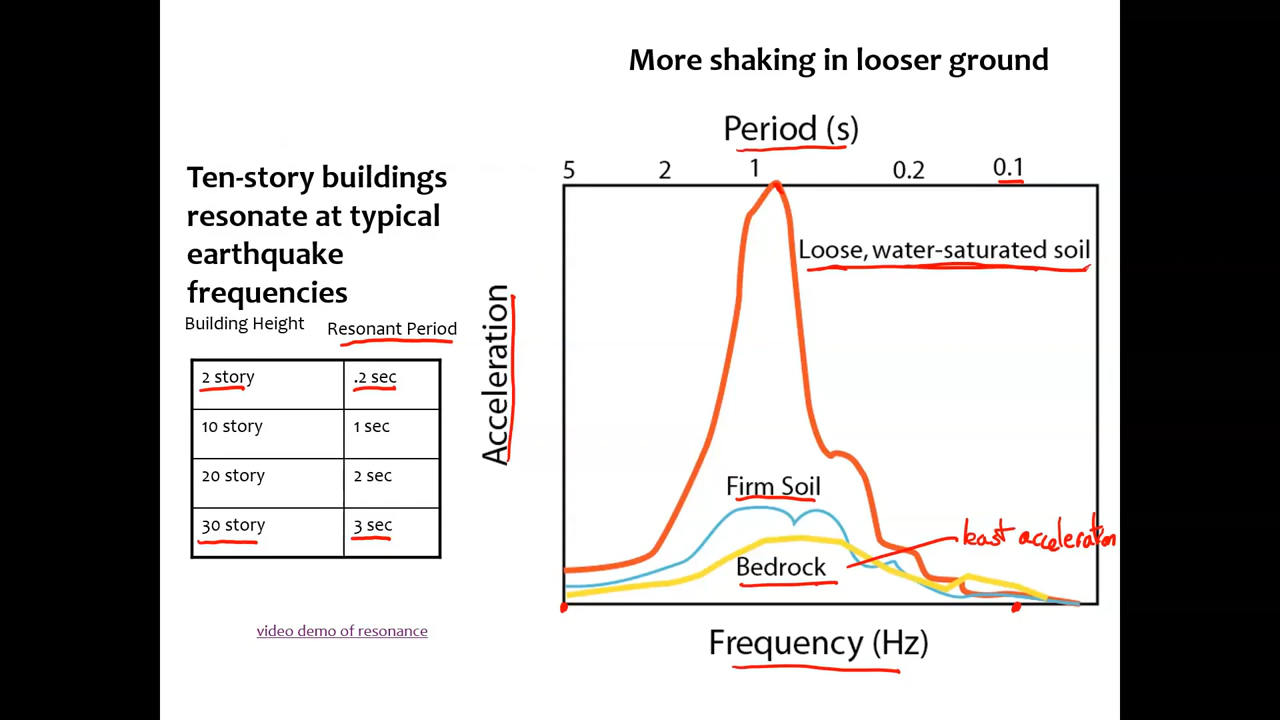 More shaking in looser ground
Ten-story buildings
resonate at typical
earthquake
frequencies
Building Height Resonant Period
2 story .2 sec
10 story 1 sec
20 story 2 sec
30 story 3 sec
video demo of resonance
Period (s)
5 2 1 0.2 0.1
Loose, water-saturated soil
Acceleration
Firm Soil
least acceleration
Bedrock
Frequency (Hz)